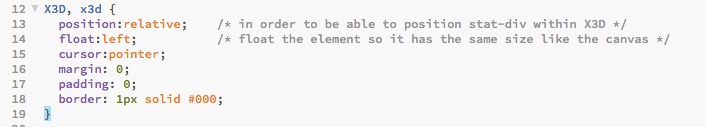 12 X3D, x3d {
13 position:relative; /* in order to be able to position stat-div within X3D */
14 float:left; /* float the element so it has the same size like the canvas */
15 cursor:pointer;
16 margin: 0;
17 padding: 0;
18 border: 1px solid #000;
19 }